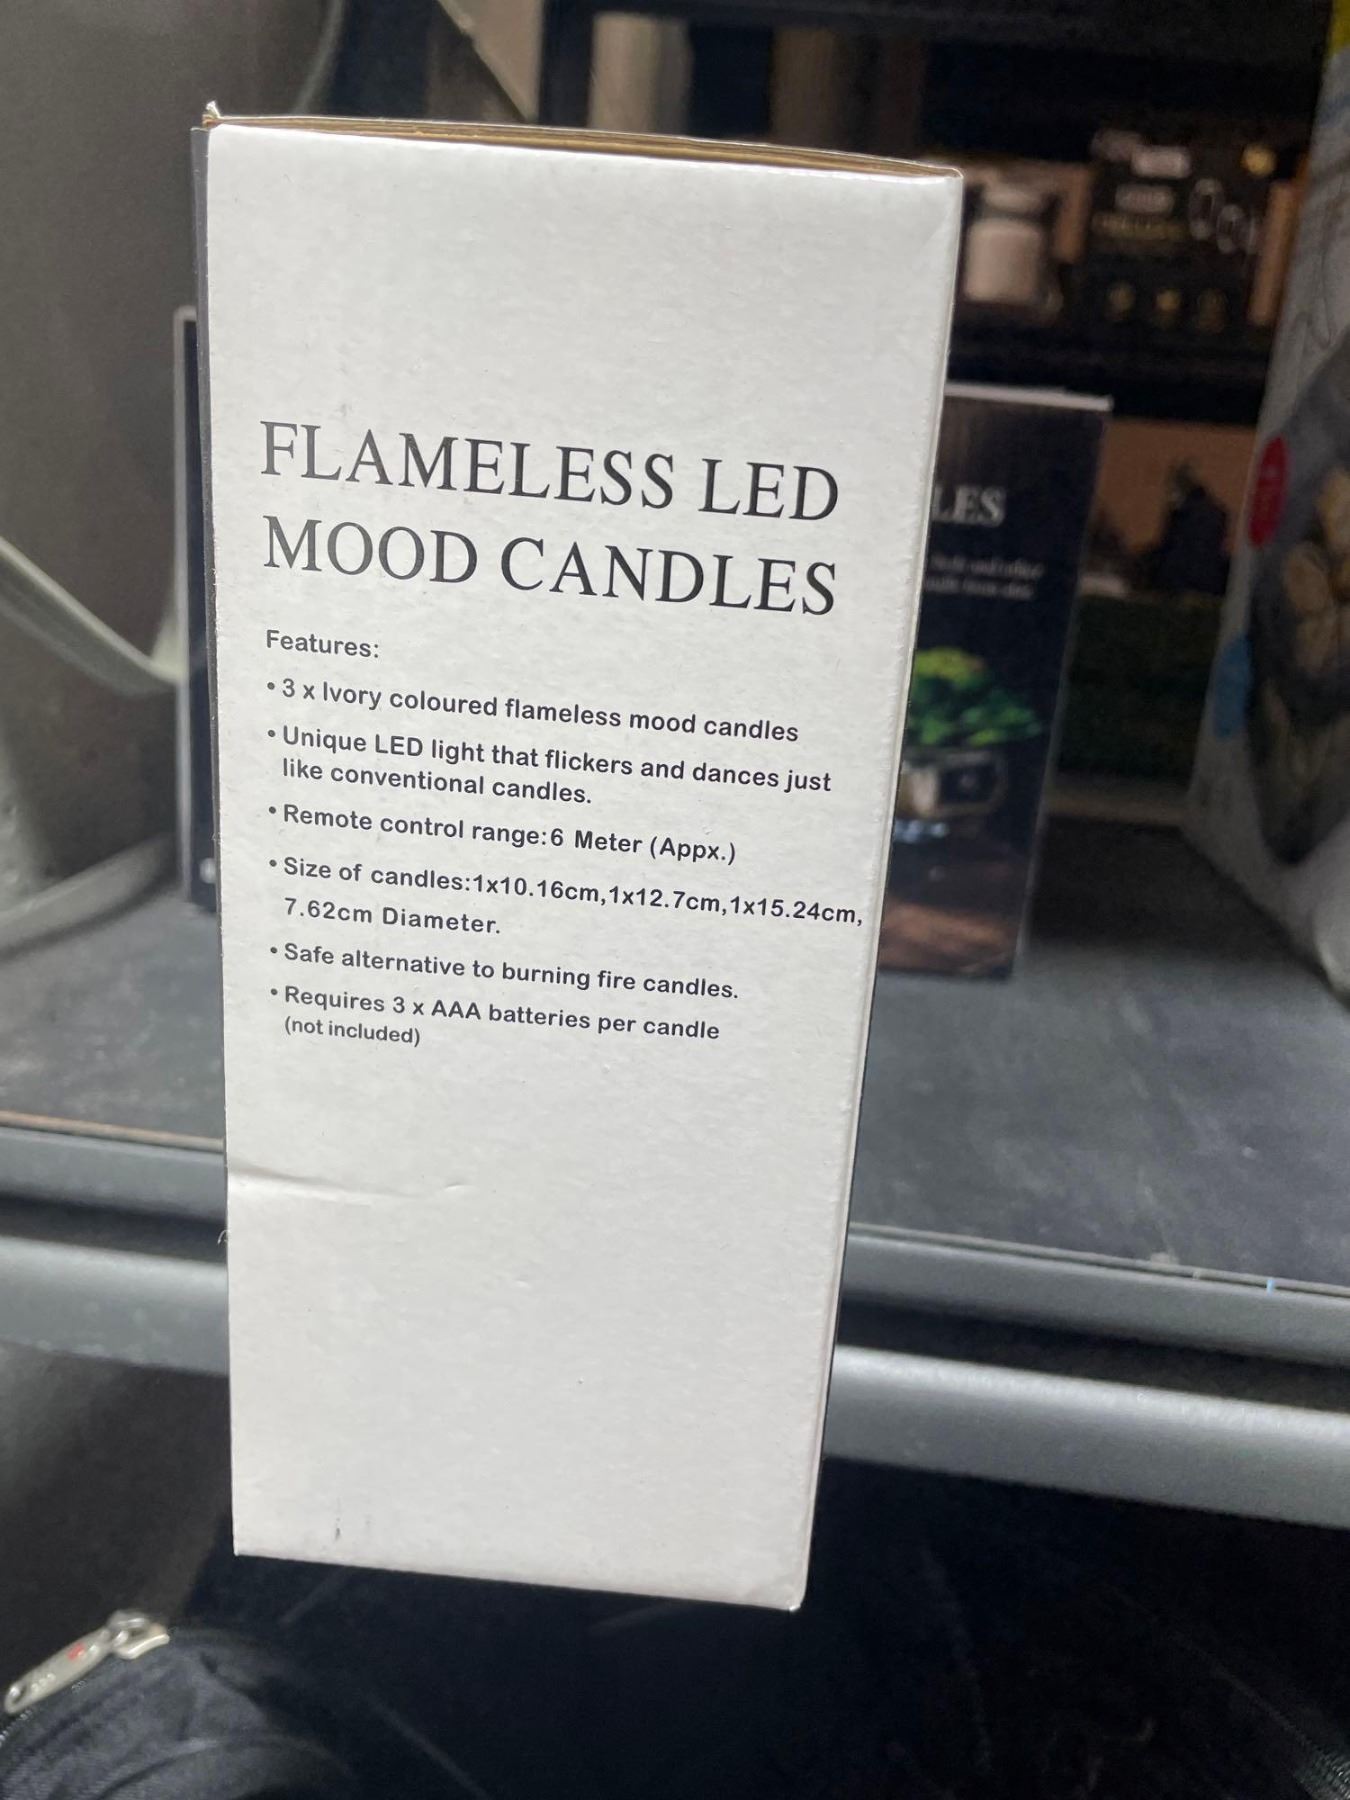 FLAMELESS LED
MOOD CANDLES
Features:
• 3 x Ivory coloured flameless mood candles
• Unique LED light that flickers and dances just
like conventional candles.
• Remote control range:6 Meter (Appx.)
• Size of candles:1x10.16cm,1x12.7cm,1x15.24cm,
7.62cm Diameter.
• Safe alternative to burning fire candles.
• Requires 3 x AAA batteries per candle
(not included)
LES